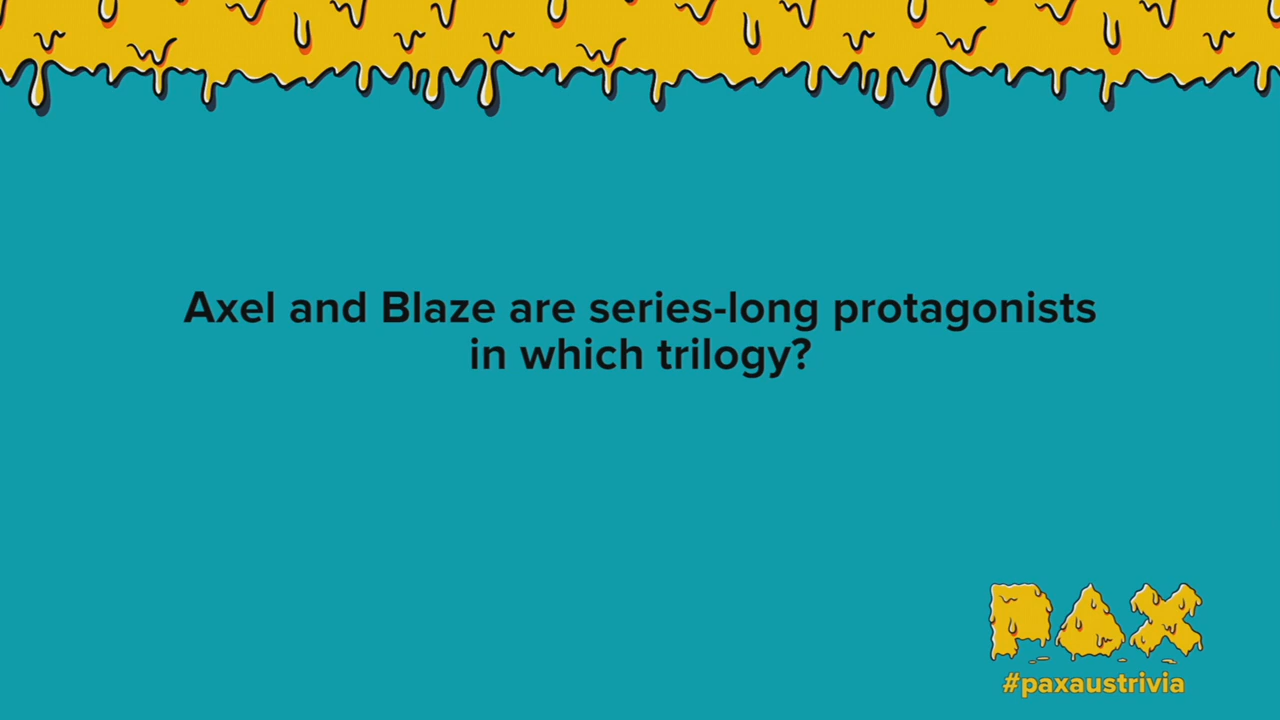 Axel and Blaze are series-long protagonists
in which trilogy?
PAX
#paxaustrivia